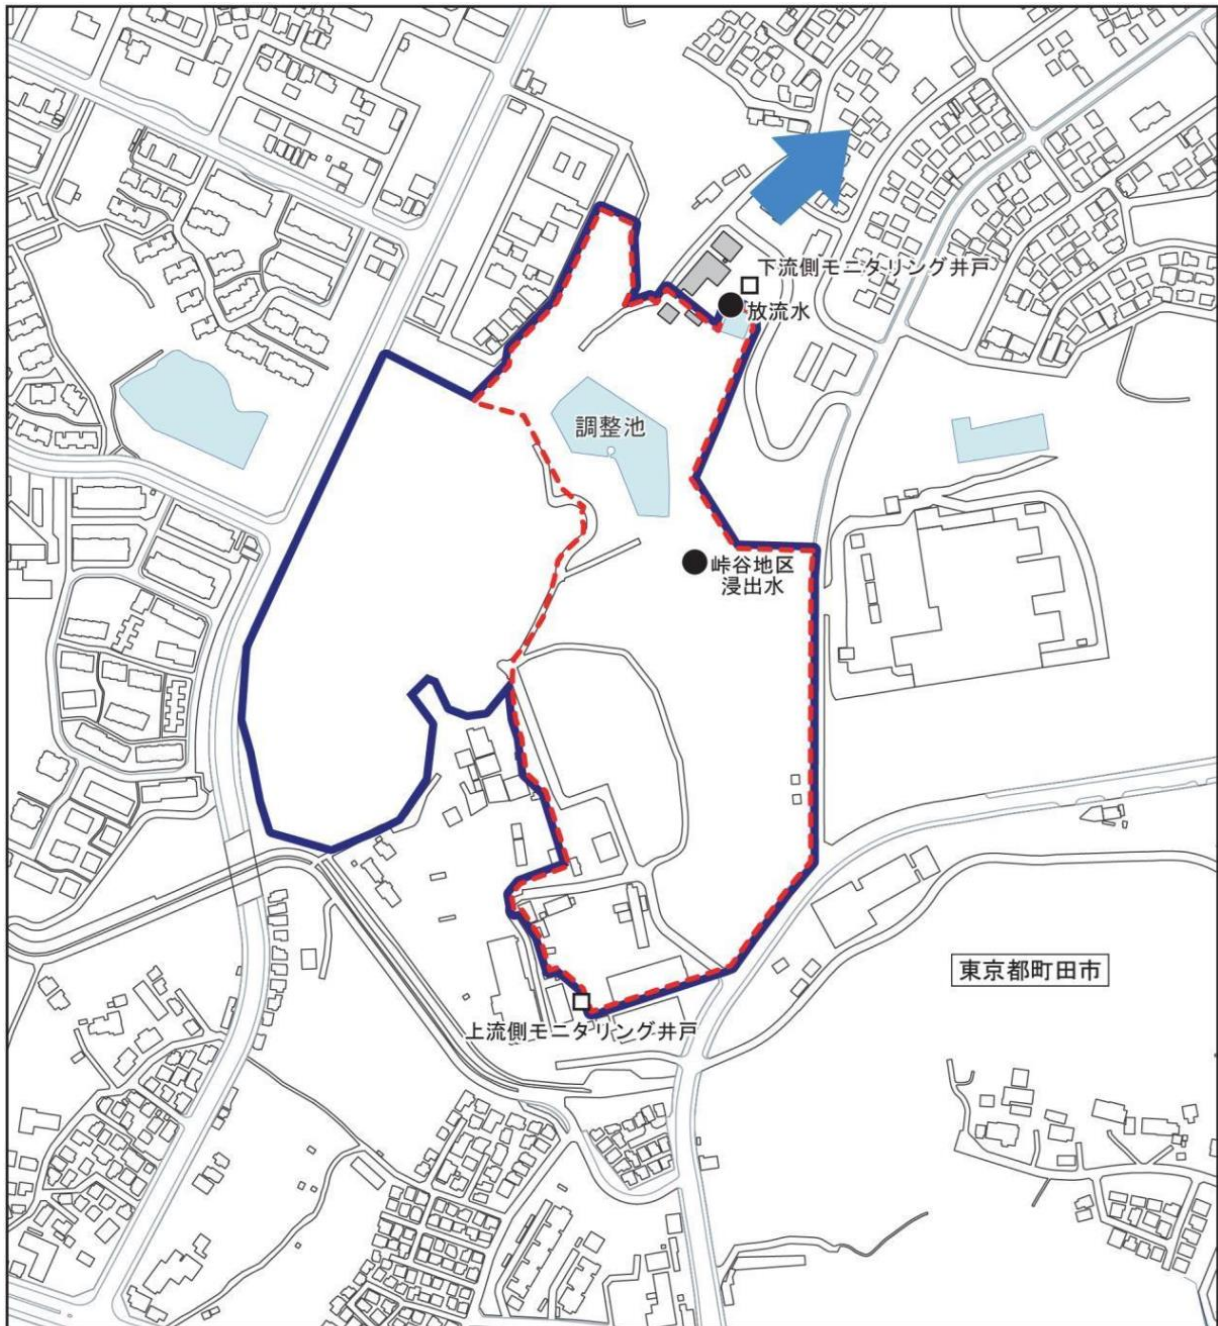 下流側モニタリング井戸
放流水
調整池
峠谷地区
浸出水
東京都町田市
上流側モニタリング井戸